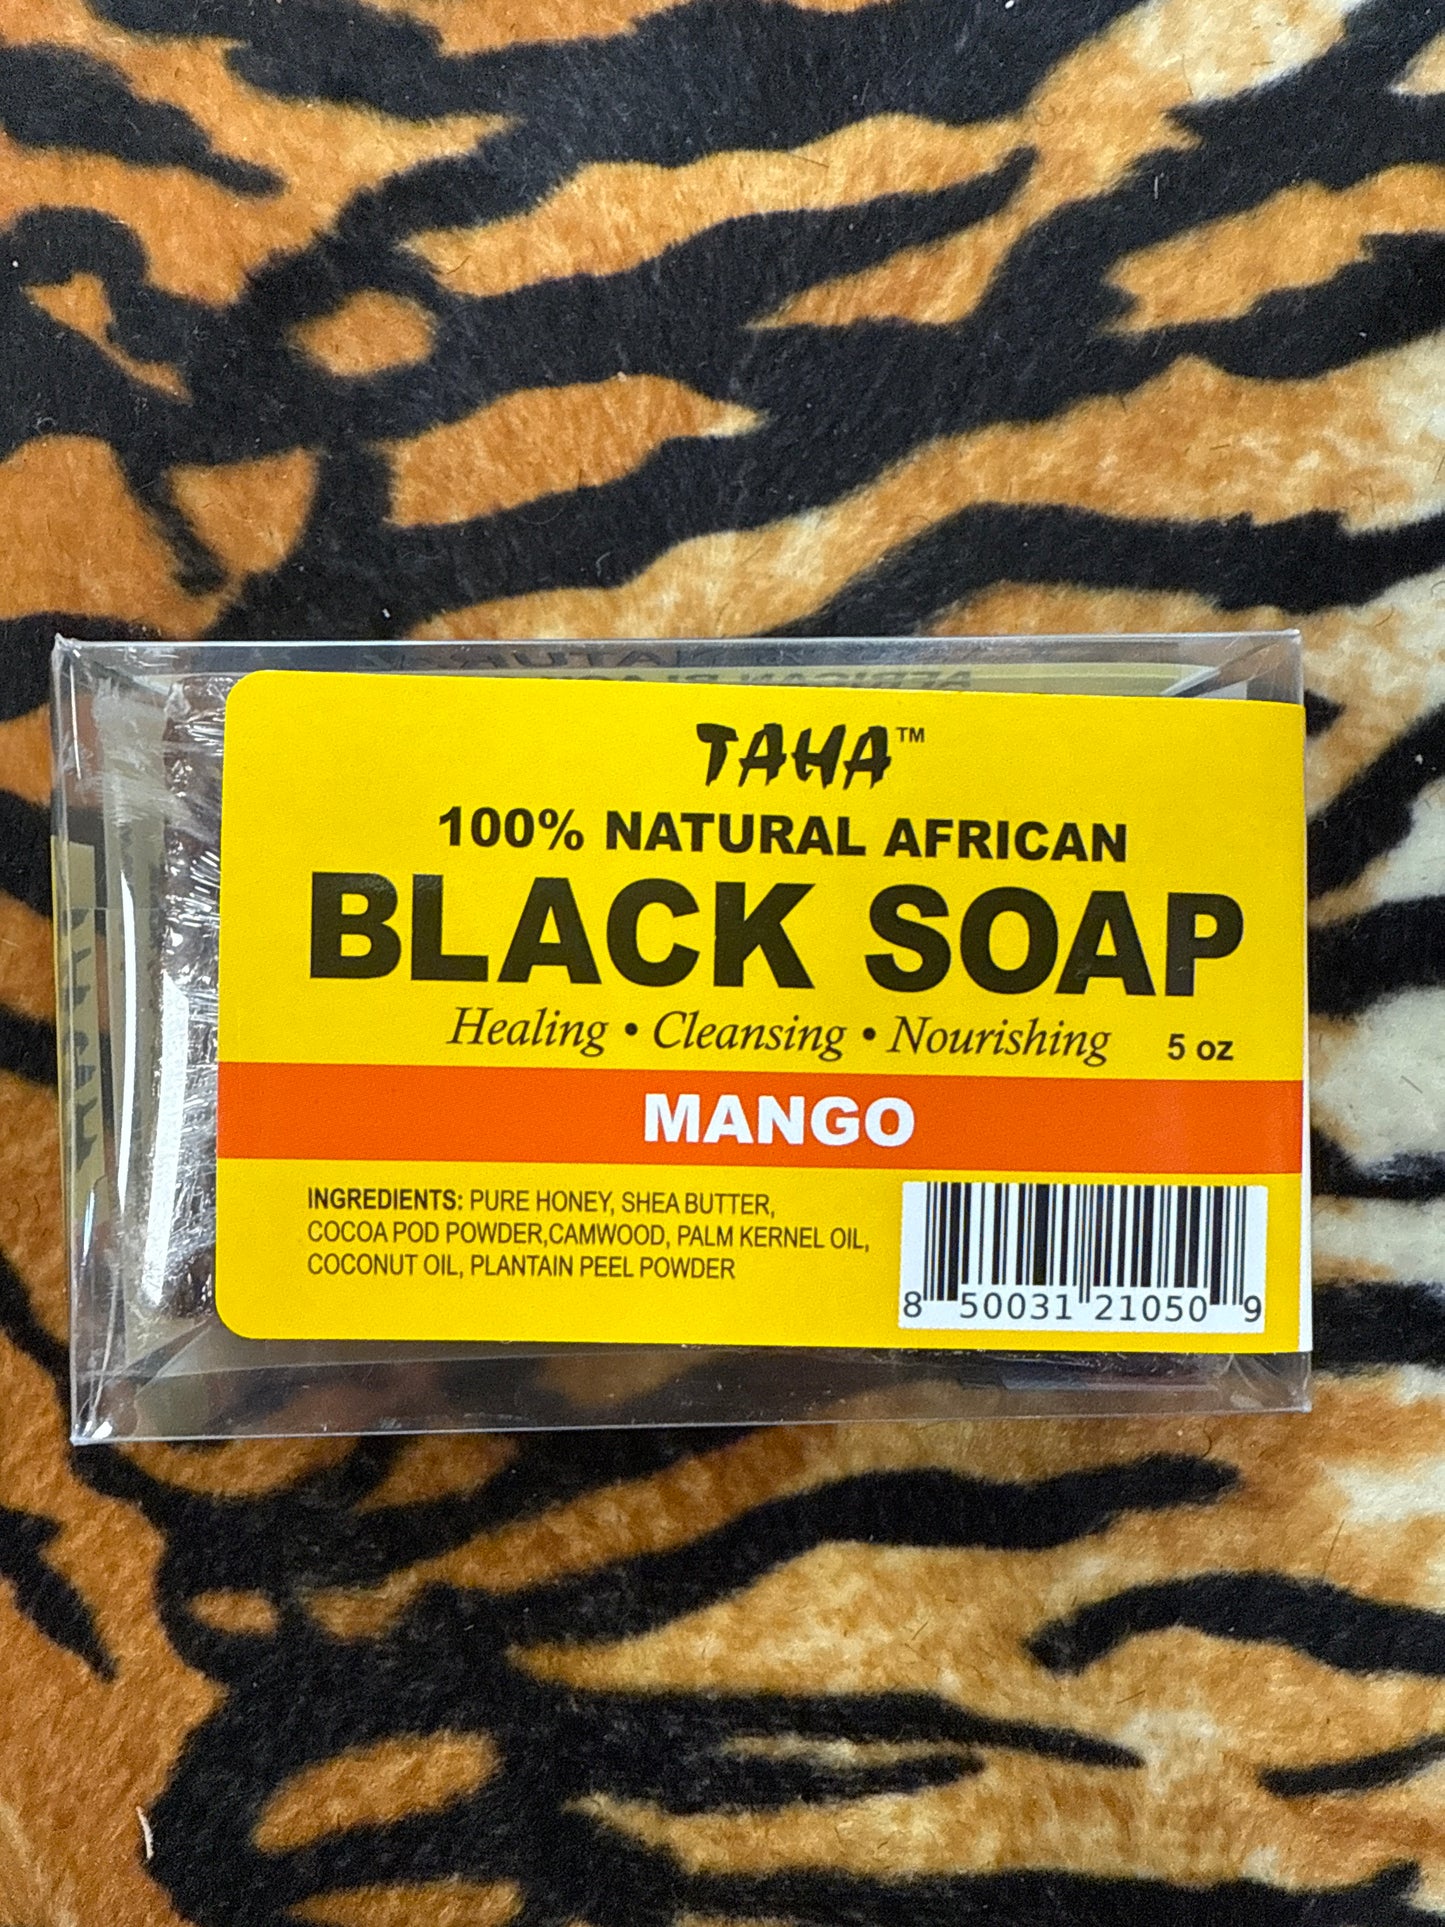 TAHA™
100% NATURAL AFRICAN
BLACK SOAP
Healing • Cleansing • Nourishing 5 oz
MANGO
INGREDIENTS: PURE HONEY, SHEA BUTTER,
COCOA POD POWDER,CAMWOOD, PALM KERNEL OIL,
COCONUT OIL, PLANTAIN PEEL POWDER
8 50031 21050 9